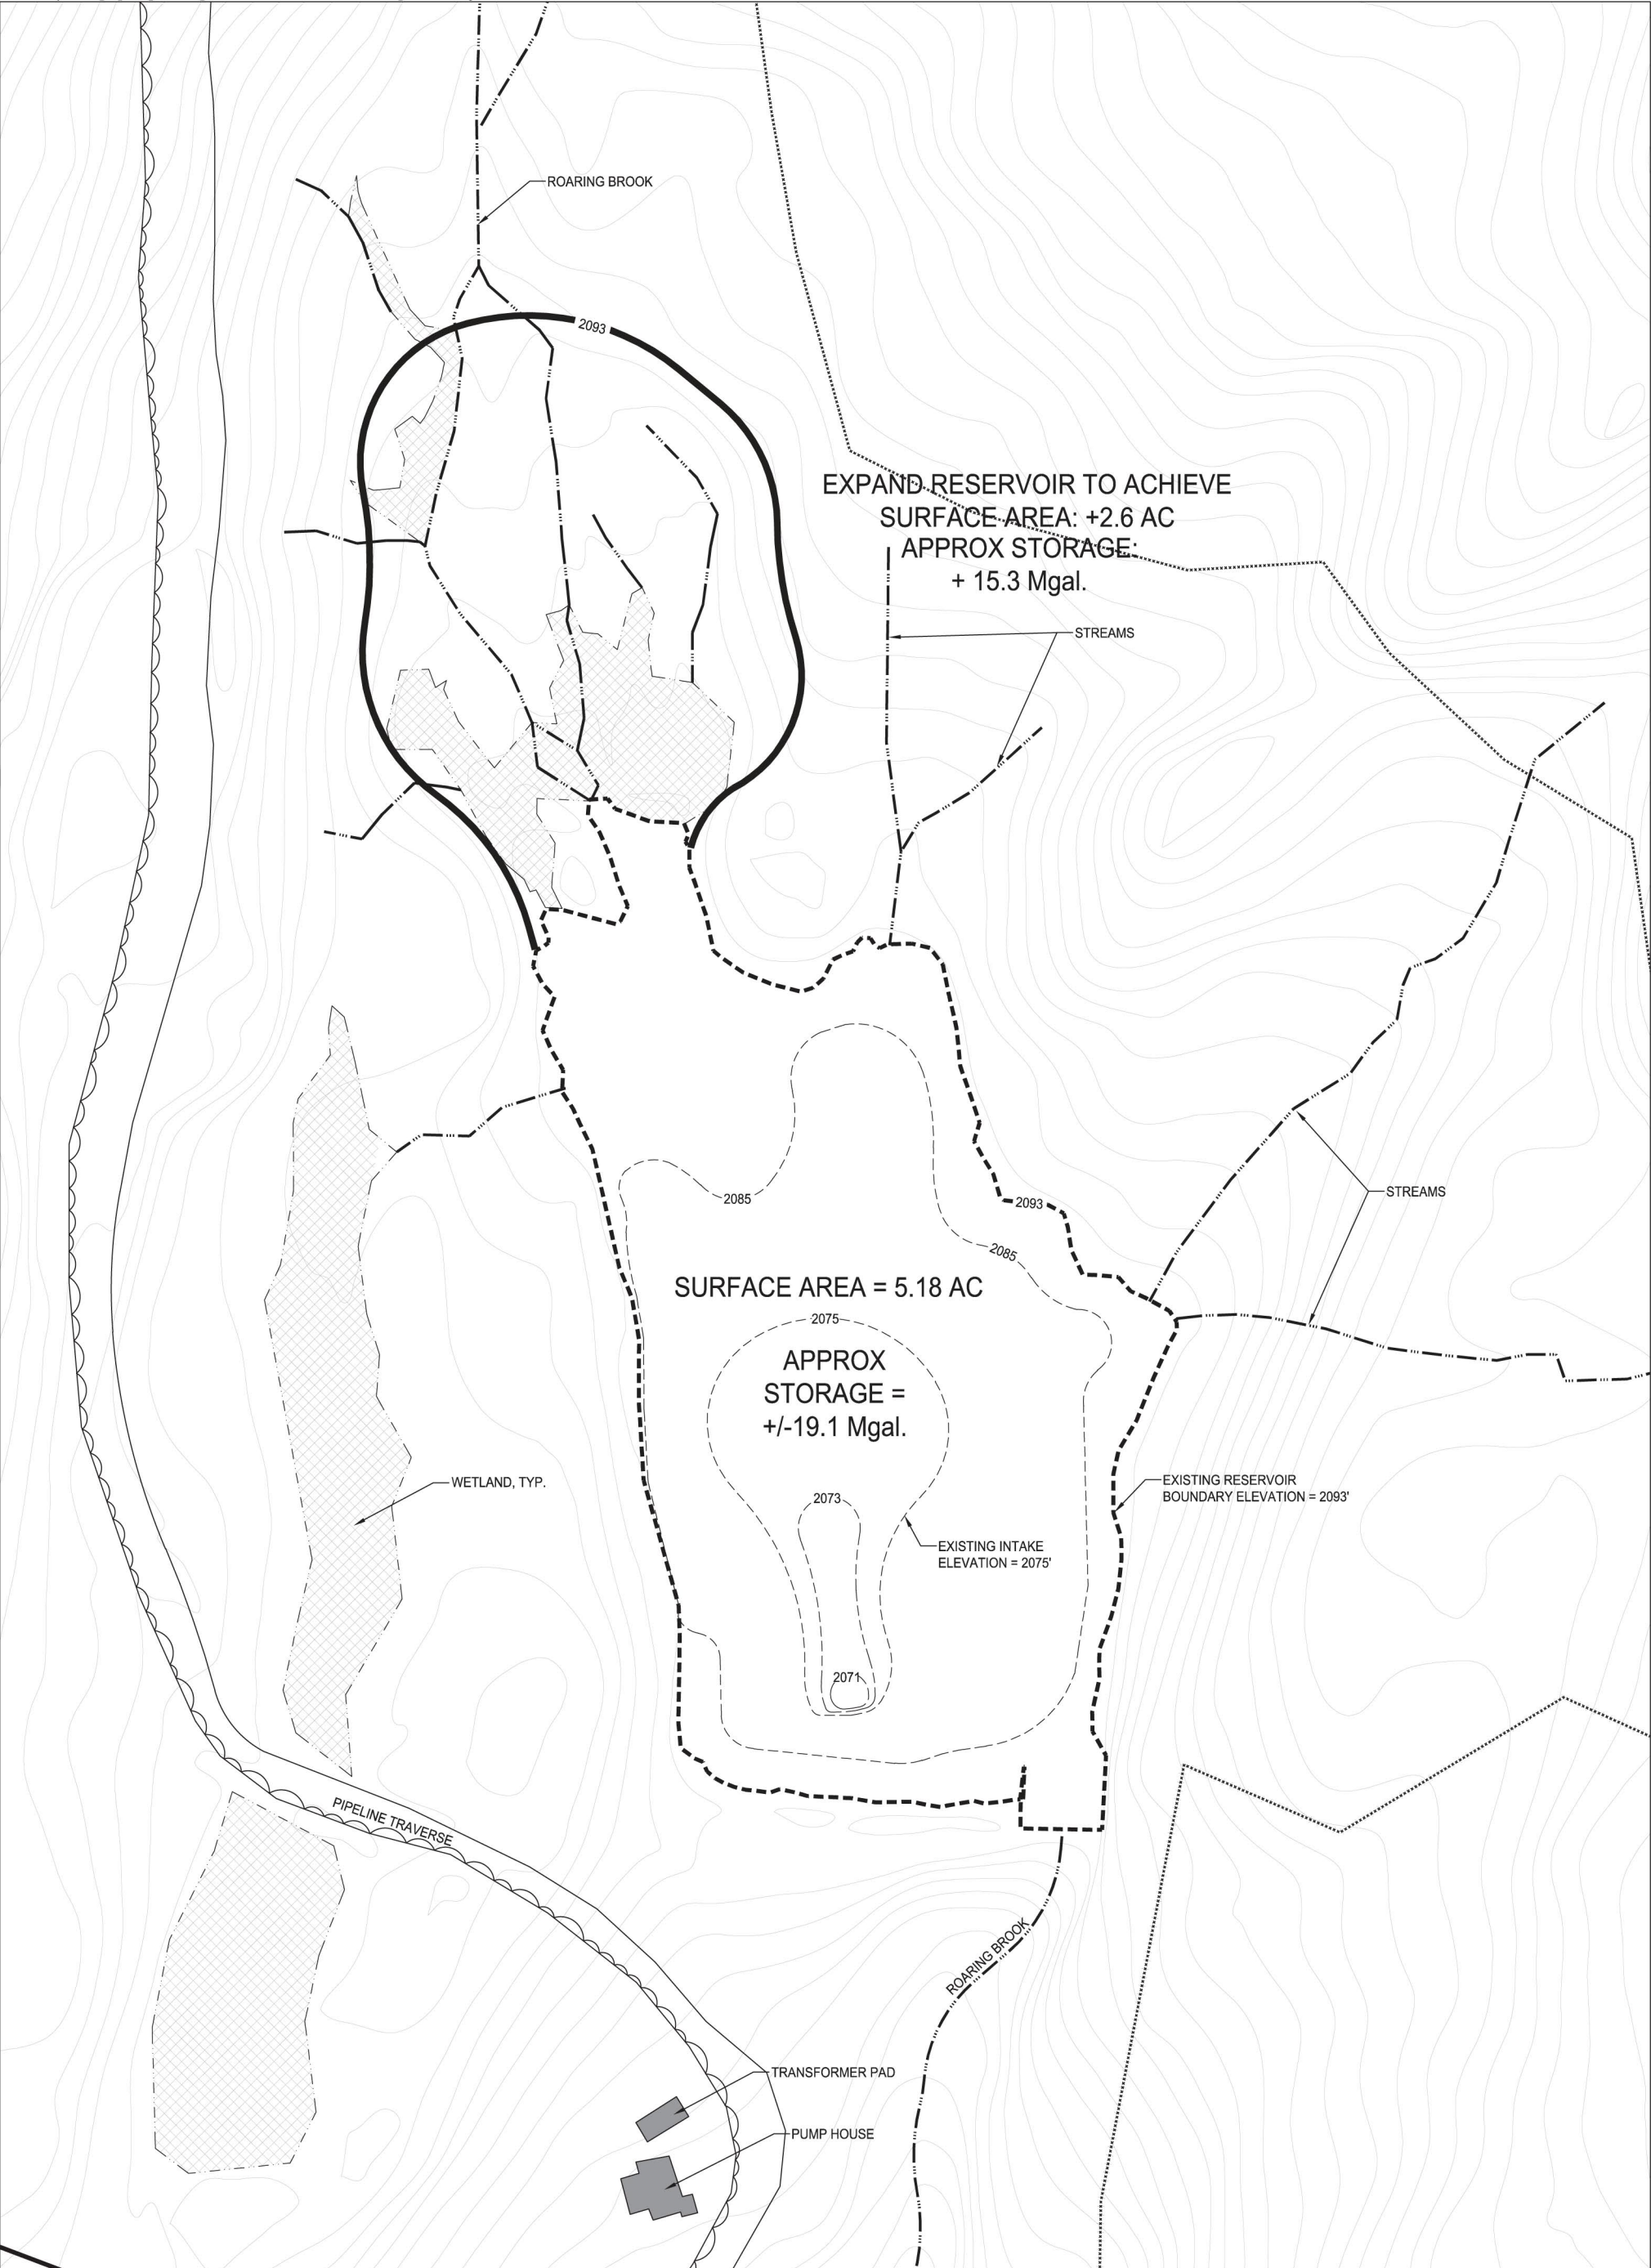 ROARING BROOK
2093
EXPAND RESERVOIR TO ACHIEVE
SURFACE AREA: +2.6 AC
APPROX STORAGE:
+ 15.3 Mgal.
STREAMS
2085
2093
STREAMS
2085
SURFACE AREA = 5.18 AC
2075
APPROX
STORAGE =
+/-19.1 Mgal.
WETLAND, TYP.
EXISTING RESERVOIR
BOUNDARY ELEVATION = 2093'
2073
EXISTING INTAKE
ELEVATION = 2075'
2071
PIPELINE TRAVERSE
ROARING BROOK
TRANSFORMER PAD
PUMP HOUSE